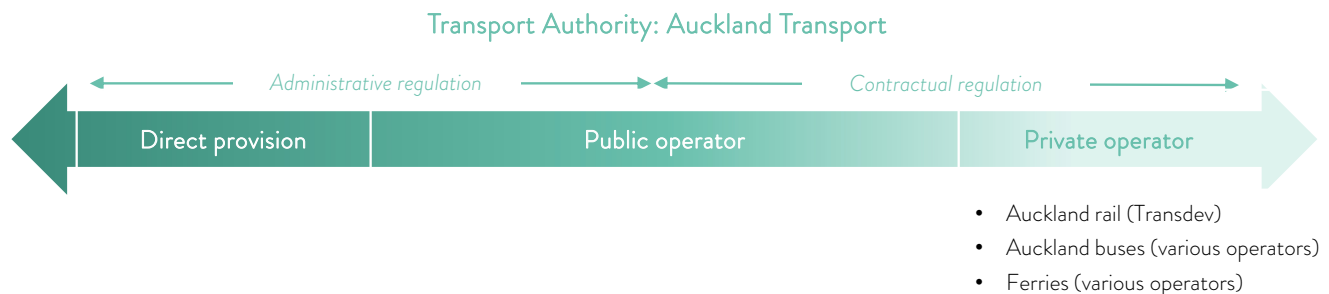 Transport Authority: Auckland Transport
Administrative regulation
Contractual regulation
Direct provision
Public operator
Private operator
• Auckland rail (Transdev)
• Auckland buses (various operators)
• Ferries (various operators)